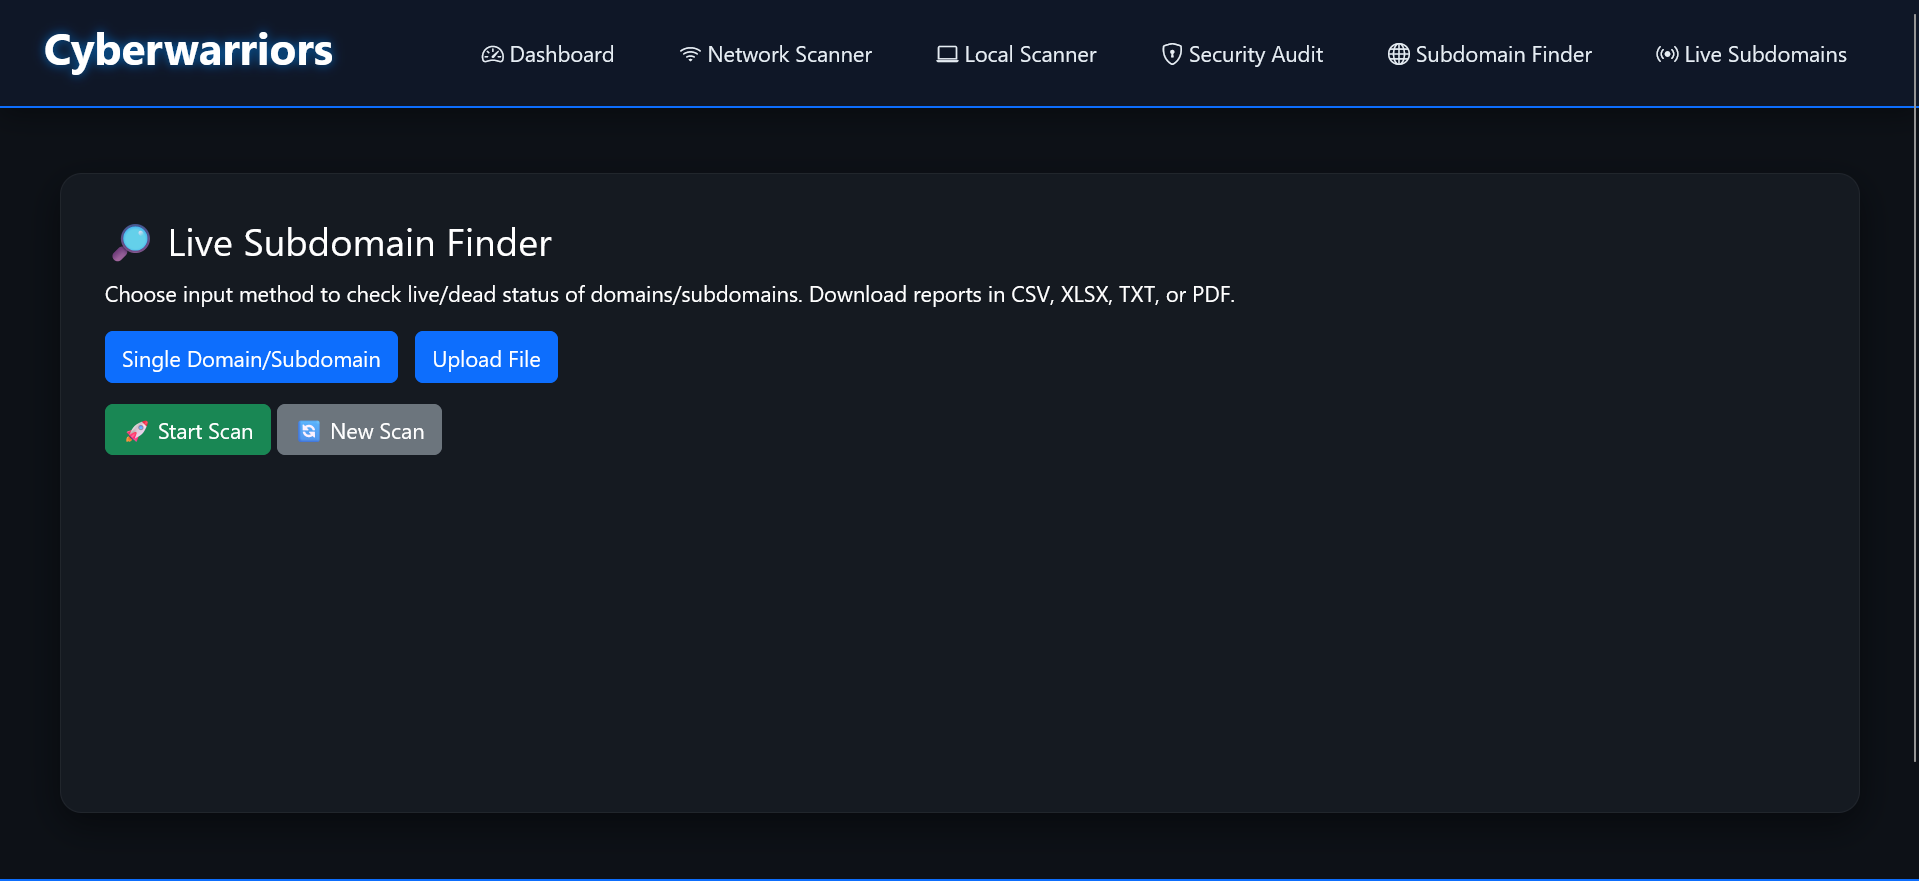 Cyberwarriors
Dashboard Network Scanner Local Scanner Security Audit Subdomain Finder Live Subdomains
Live Subdomain Finder
Choose input method to check live/dead status of domains/subdomains. Download reports in CSV, XLSX, TXT, or PDF.
Single Domain/Subdomain Upload File
Start Scan New Scan